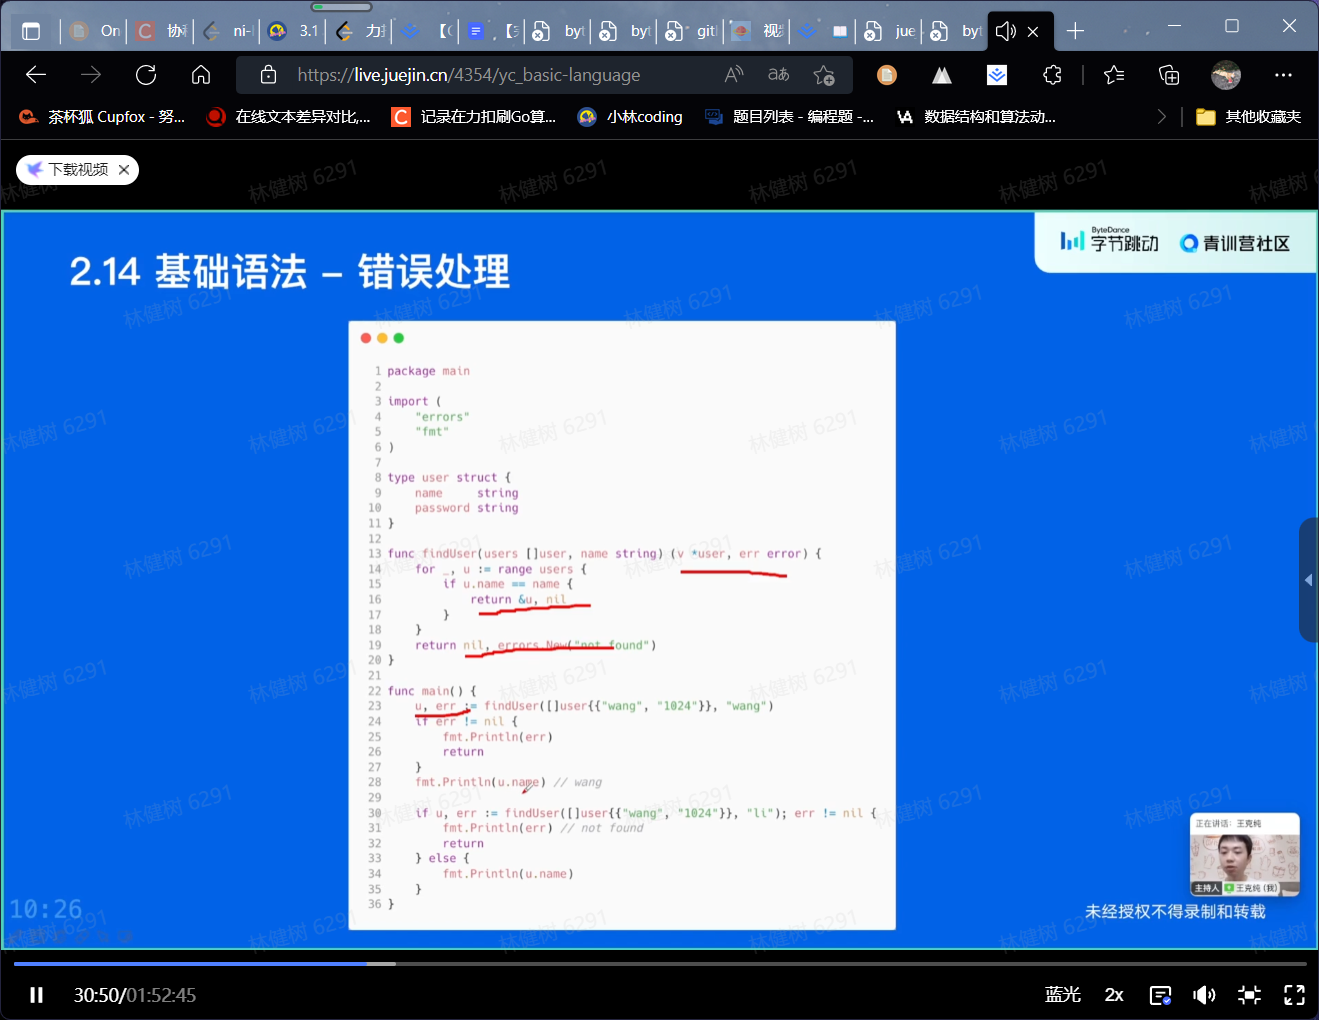 On
C
协秒
ni-
3.1
力
【
by
by
git
视
jue
by
https://live.juejin.cn/4354/yc_basic-language
A
aあ
茶杯狐 Cupfox - 努...
在线文本差异对比,...
C
记录在力扣刷Go算...
小林coding
题目列表 - 编程题 -...
VA
数据结构和算法动...
其他收藏夹
下载视频
林健树 6291
2.14 基础语法 – 错误处理
ByteDance
字节跳动
青训营社区
1 package main
2
3 import (
4     "errors"
5     "fmt"
6 )
7
8 type user struct {
9     name     string
10     password string
11 }
12
13 func findUser(users []user, name string) (v *user, err error) {
14     for _, u := range users {
15         if u.name == name {
16             return &u, nil
17         }
18     }
19     return nil, errors.New("not found")
20 }
21
22 func main() {
23     u, err := findUser([]user{{"wang", "1024"}}, "wang")
24     if err != nil {
25         fmt.Println(err)
26         return
27     }
28     fmt.Println(u.name) // wang
29
30     if u, err := findUser([]user{{"wang", "1024"}}, "li"); err != nil {
31         fmt.Println(err) // not found
32         return
33     } else {
34         fmt.Println(u.name)
35     }
36 }
正在讲话: 王克纯
主持人 王克纯 (我)
10:26
未经授权不得录制和转载
30:50/01:52:45
蓝光
2x